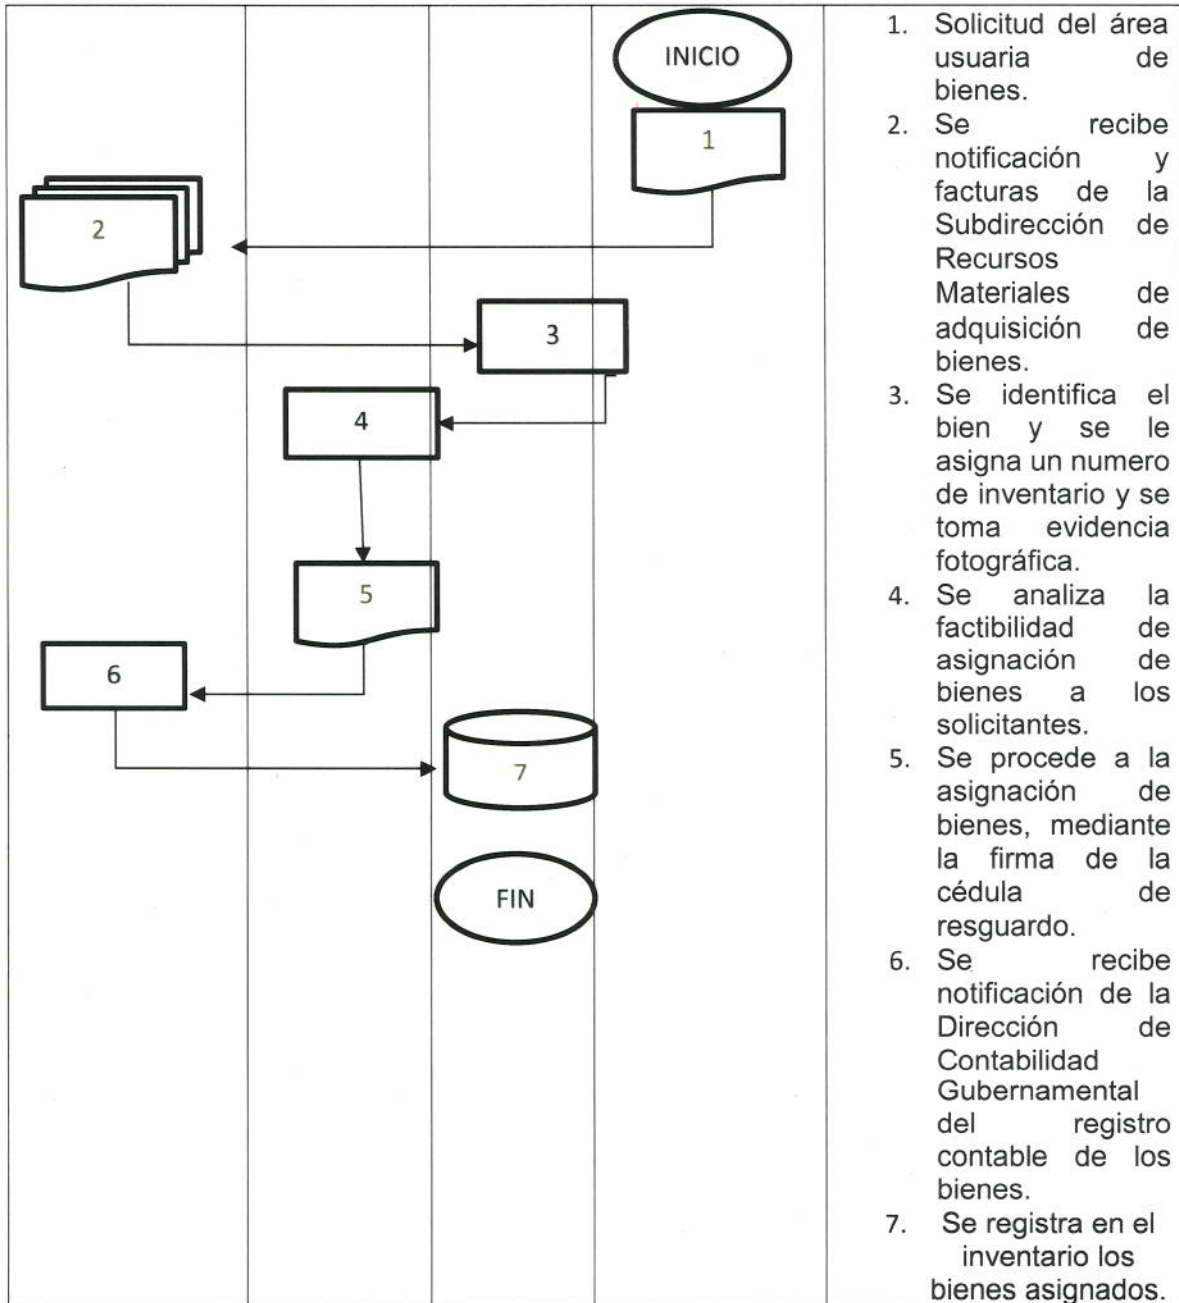 INICIO
1
2
3
4
5
6
7
FIN
1. Solicitud del área
usuaria de
bienes.
2. Se recibe
notificación y
facturas de la
Subdirección de
Recursos
Materiales de
adquisición de
bienes.
3. Se identifica el
bien y se le
asigna un numero
de inventario y se
toma evidencia
fotográfica.
4. Se analiza la
factibilidad de
asignación de
bienes a los
solicitantes.
5. Se procede a la
asignación de
bienes, mediante
la firma de la
cédula de
resguardo.
6. Se recibe
notificación de la
Dirección de
Contabilidad
Gubernamental
del registro
contable de los
bienes.
7. Se registra en el
inventario los
bienes asignados.